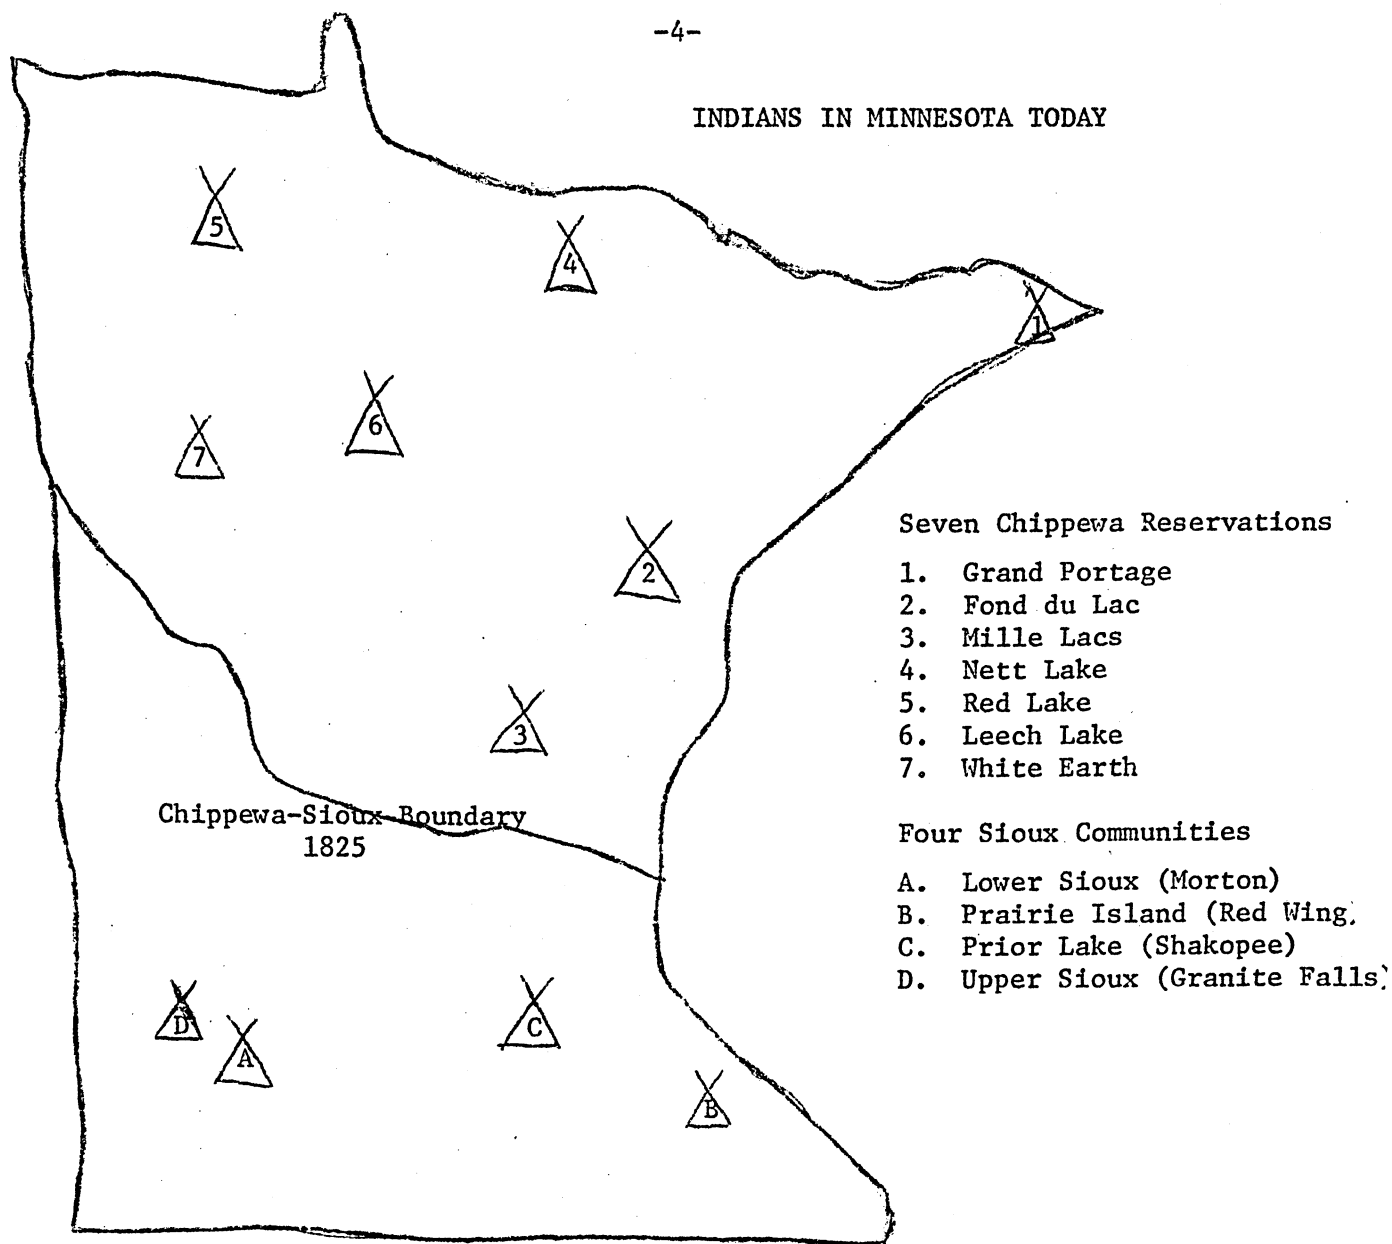 -4-
INDIANS IN MINNESOTA TODAY
5
4
1
6
7
2
3
Chippewa-Sioux Boundary
1825
D
A
C
B
Seven Chippewa Reservations
1. Grand Portage
2. Fond du Lac
3. Mille Lacs
4. Nett Lake
5. Red Lake
6. Leech Lake
7. White Earth
Four Sioux Communities
A. Lower Sioux (Morton)
B. Prairie Island (Red Wing)
C. Prior Lake (Shakopee)
D. Upper Sioux (Granite Falls)